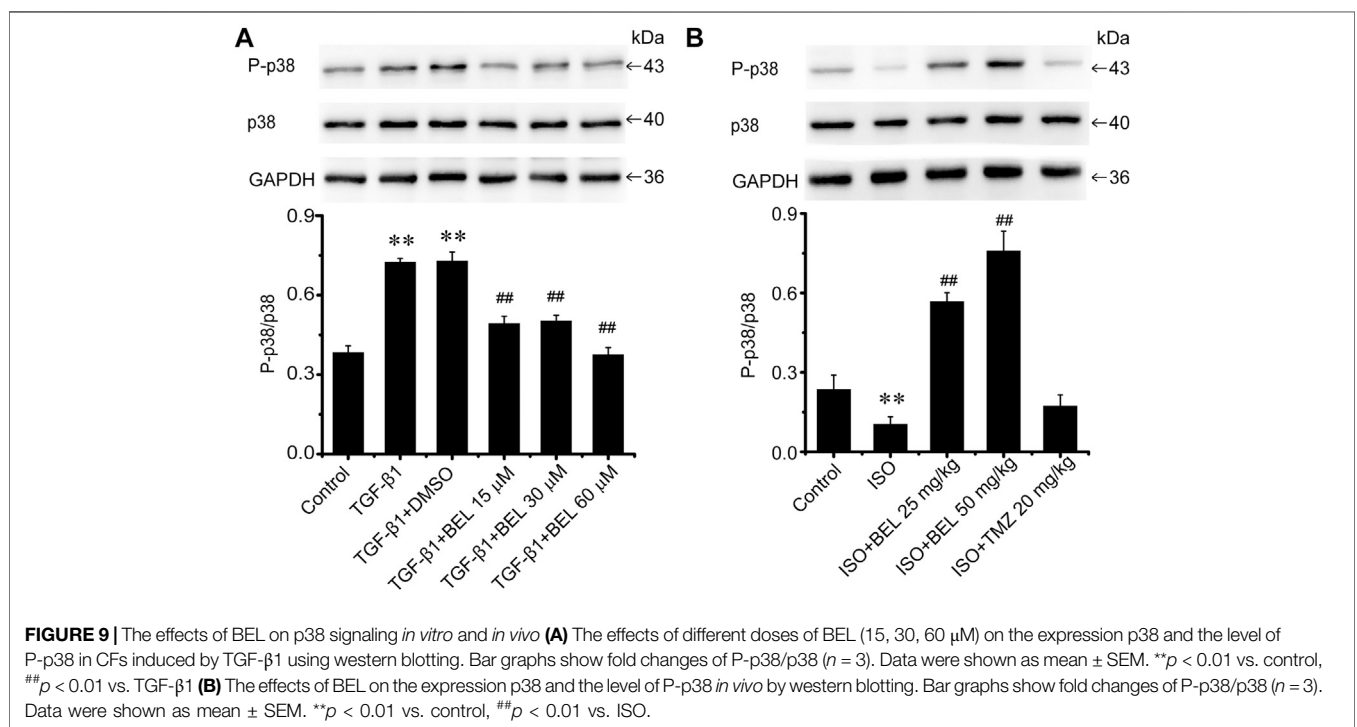 A
kDa
P-p38
←43
p38
←40
GAPDH
←36
0.9
0.6
0.3
0.0
P-p38/p38
**
**
##
##
##
Control
TGF-β1
TGF-β1+DMSO
TGF-β1+BEL 15 μM
TGF-β1+BEL 30 μM
TGF-β1+BEL 60 μM
B
kDa
P-p38
←43
p38
←40
GAPDH
←36
0.9
0.6
0.3
0.0
P-p38/p38
**
##
##
Control
ISO
ISO+BEL 25 mg/kg
ISO+BEL 50 mg/kg
ISO+TMZ 20 mg/kg
FIGURE 9 | The effects of BEL on p38 signaling in vitro and in vivo (A) The effects of different doses of BEL (15, 30, 60 μM) on the expression p38 and the level of
P-p38 in CFs induced by TGF-β1 using western blotting. Bar graphs show fold changes of P-p38/p38 (n = 3). Data were shown as mean ± SEM. **p < 0.01 vs. control,
##p < 0.01 vs. TGF-β1 (B) The effects of BEL on the expression p38 and the level of P-p38 in vivo by western blotting. Bar graphs show fold changes of P-p38/p38 (n = 3).
Data were shown as mean ± SEM. **p < 0.01 vs. control, ##p < 0.01 vs. ISO.